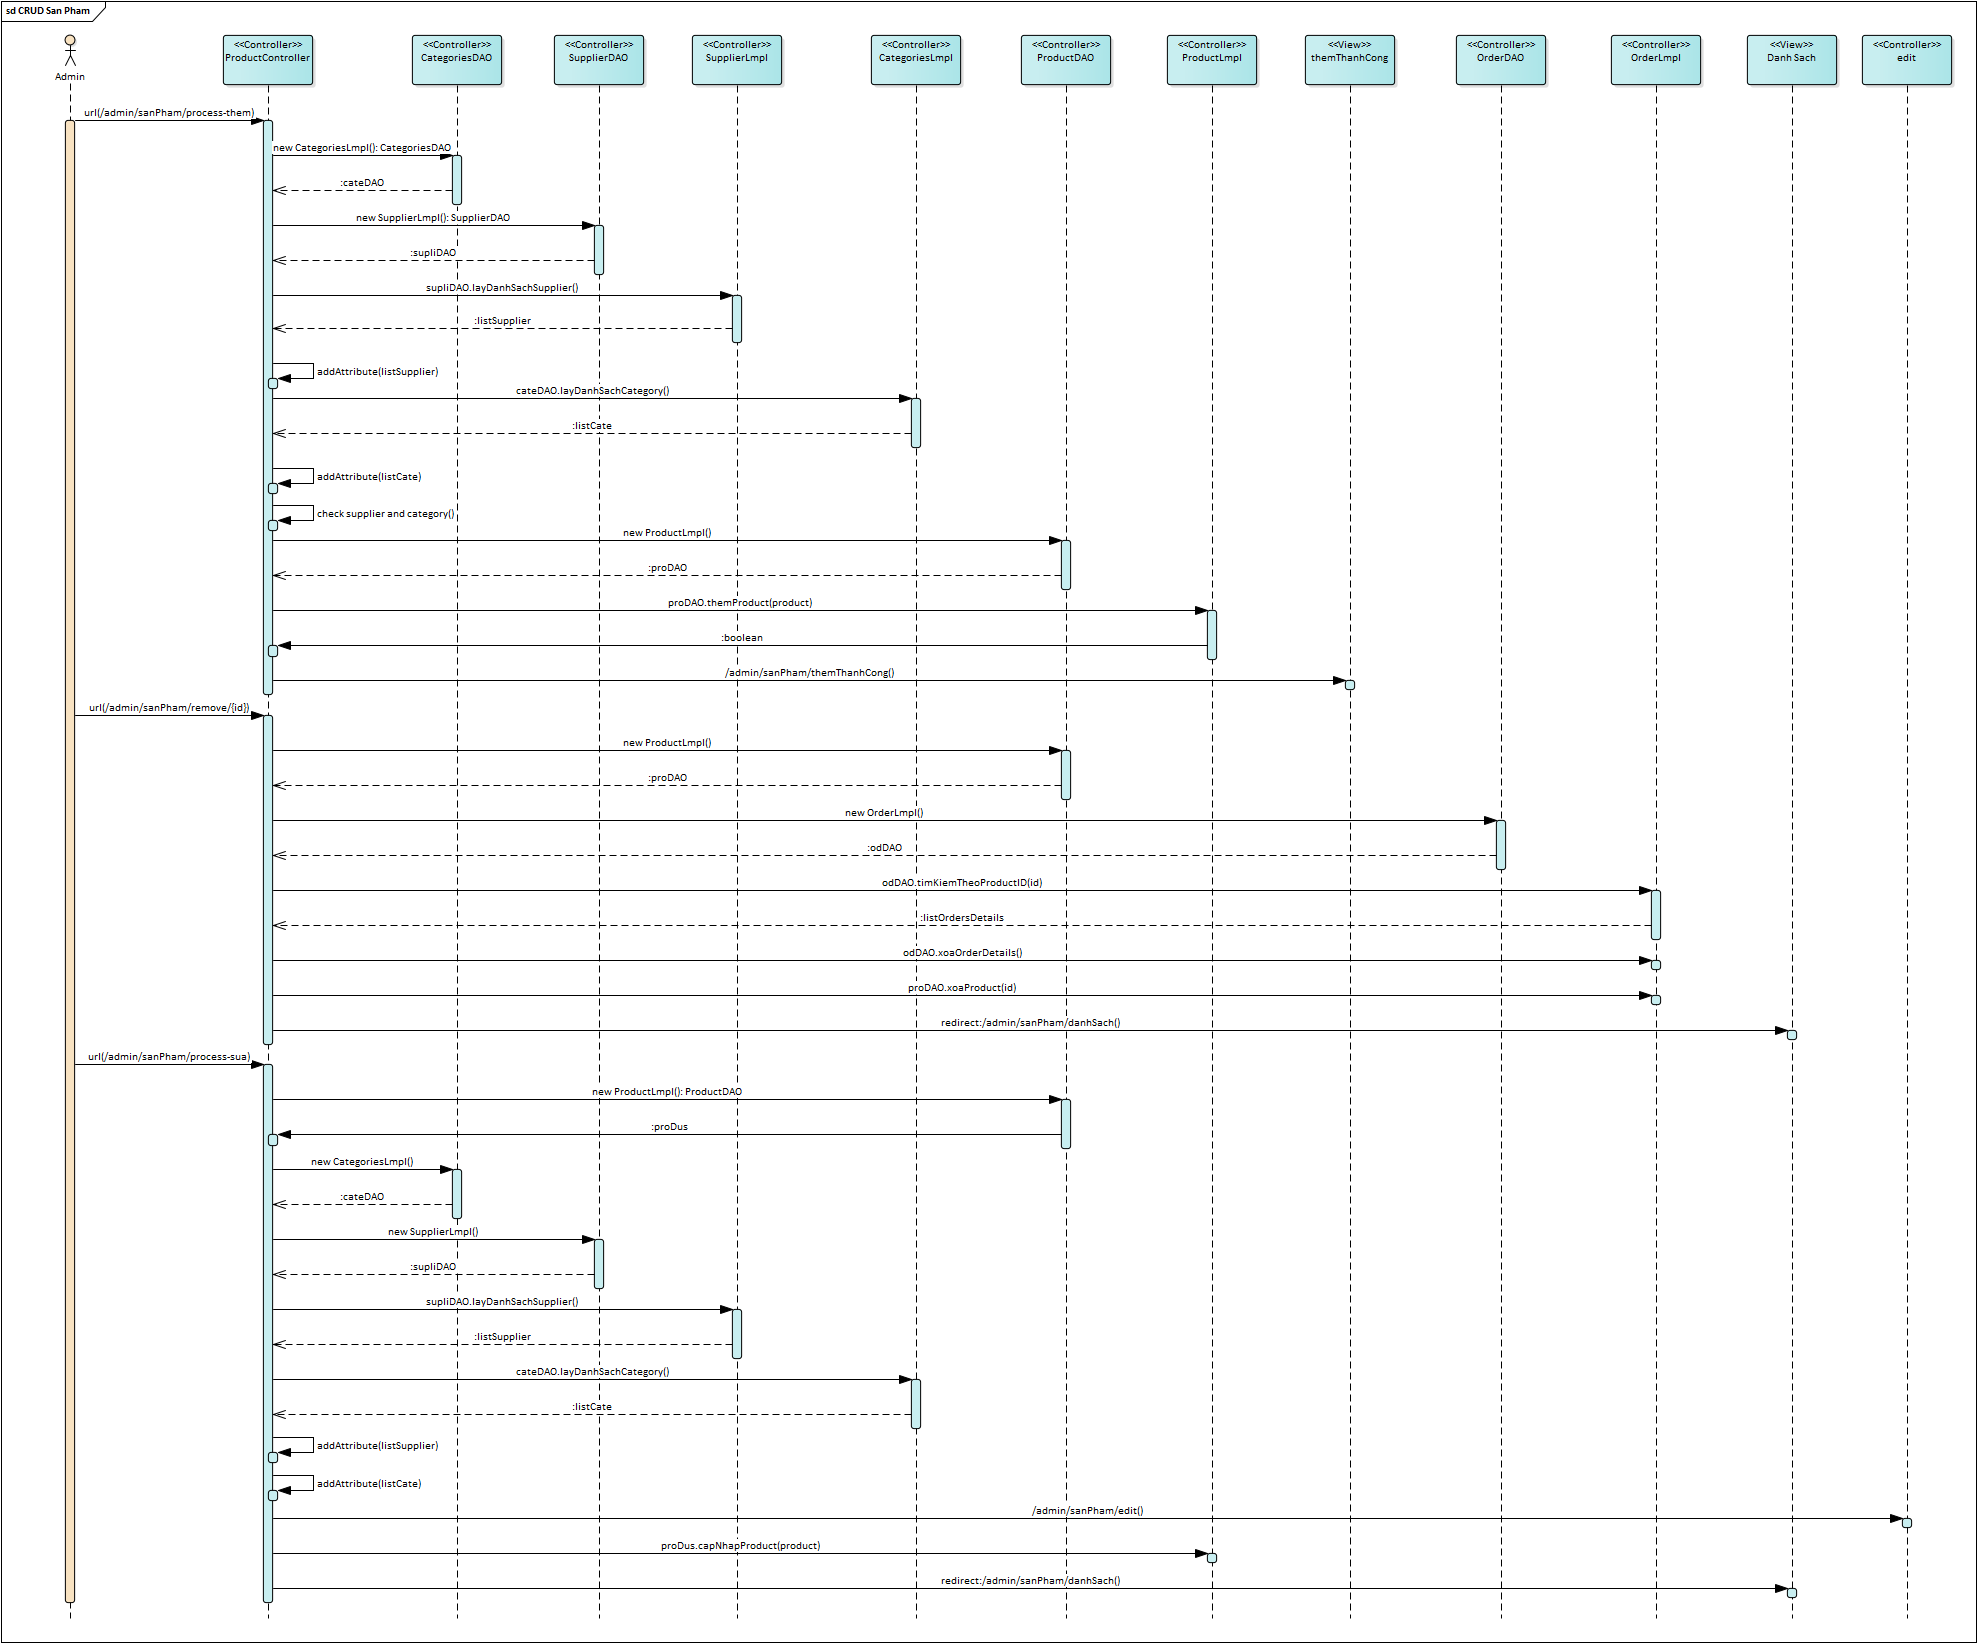 sd CRUD San Pham
Admin
<<Controller>>
ProductController
<<Controller>>
CategoriesDAO
<<Controller>>
SupplierDAO
<<Controller>>
SupplierLmpl
<<Controller>>
CategoriesLmpl
<<Controller>>
ProductDAO
<<Controller>>
ProductLmpl
<<View>>
themThanhCong
<<Controller>>
OrderDAO
<<Controller>>
OrderLmpl
<<View>>
Danh Sach
<<Controller>>
edit
url(/admin/sanPham/process-them)
new CategoriesLmpl(): CategoriesDAO
:cateDAO
new SupplierLmpl(): SupplierDAO
:supliDAO
supliDAO.layDanhSachSupplier()
:listSupplier
addAttribute(listSupplier)
cateDAO.layDanhSachCategory()
:listCate
addAttribute(listCate)
check supplier and category()
new ProductLmpl()
:proDAO
proDAO.themProduct(product)
:boolean
/admin/sanPham/themThanhCong()
url(/admin/sanPham/remove/{id})
new ProductLmpl()
:proDAO
new OrderLmpl()
:odDAO
odDAO.timKiemTheoProductID(id)
:listOrdersDetails
odDAO.xoaOrderDetails()
proDAO.xoaProduct(id)
redirect:/admin/sanPham/danhSach()
url(/admin/sanPham/process-sua)
new ProductLmpl(): ProductDAO
:proDus
new CategoriesLmpl()
:cateDAO
new SupplierLmpl()
:supliDAO
supliDAO.layDanhSachSupplier()
:listSupplier
cateDAO.layDanhSachCategory()
:listCate
addAttribute(listSupplier)
addAttribute(listCate)
/admin/sanPham/edit()
proDus.capNhapProduct(product)
redirect:/admin/sanPham/danhSach()